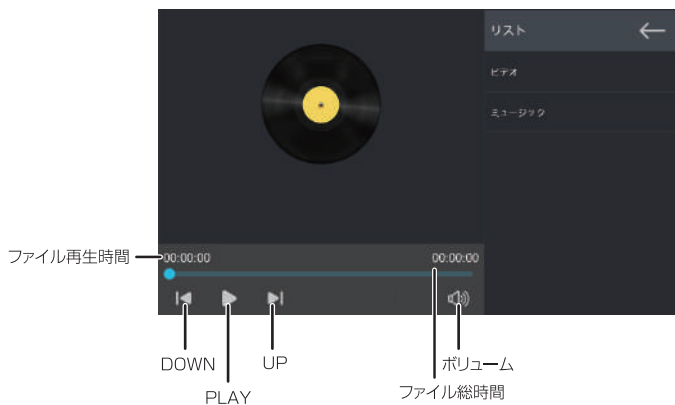 リスト
ビデオ
ミュージック
ファイル再生時間
00:00:00
00:00:00
DOWN
UP
ボリューム
PLAY
ファイル総時間